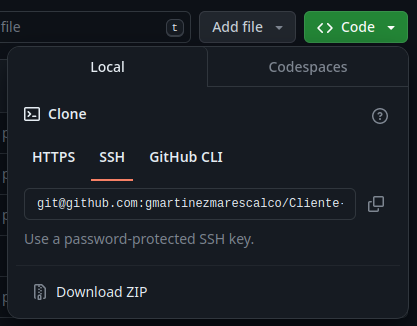 file
t
Add file
Code
Local
Codespaces
Clone
HTTPS
SSH
GitHub CLI
git@github.com:gmartinezmarescalco/Cliente-
Use a password-protected SSH key.
Download ZIP